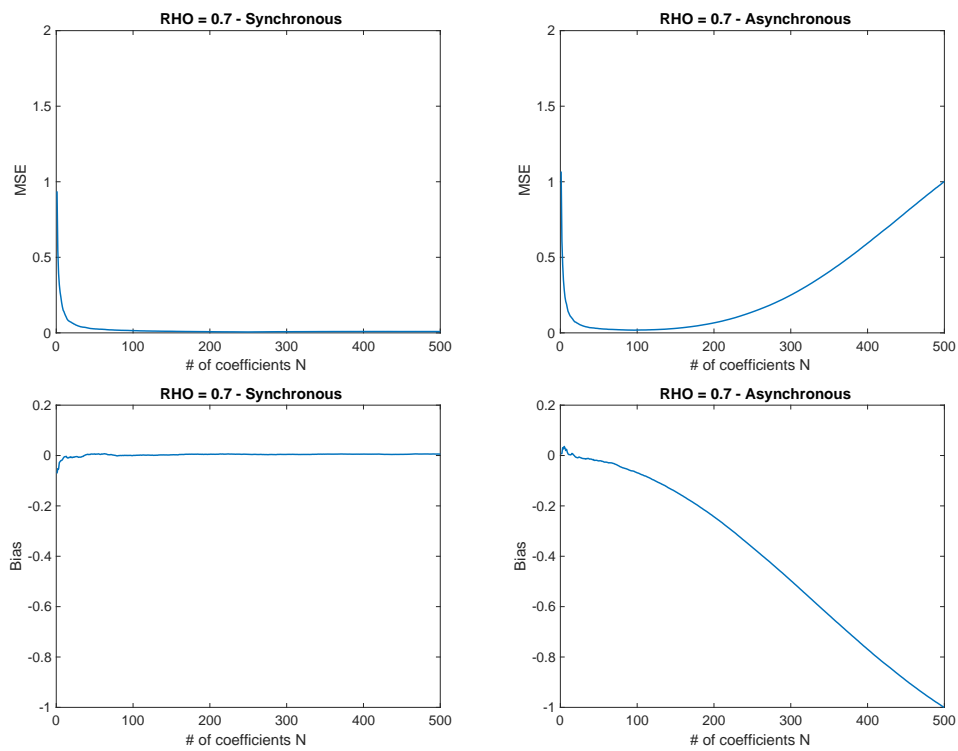 RHO = 0.7 - Synchronous
2
1.5
1
0.5
0
MSE
0 100 200 300 400 500
# of coefficients N
RHO = 0.7 - Asynchronous
2
1.5
1
0.5
0
MSE
0 100 200 300 400 500
# of coefficients N
RHO = 0.7 - Synchronous
0.2
0
-0.2
-0.4
-0.6
-0.8
-1
Bias
0 100 200 300 400 500
# of coefficients N
RHO = 0.7 - Asynchronous
0.2
0
-0.2
-0.4
-0.6
-0.8
-1
Bias
0 100 200 300 400 500
# of coefficients N